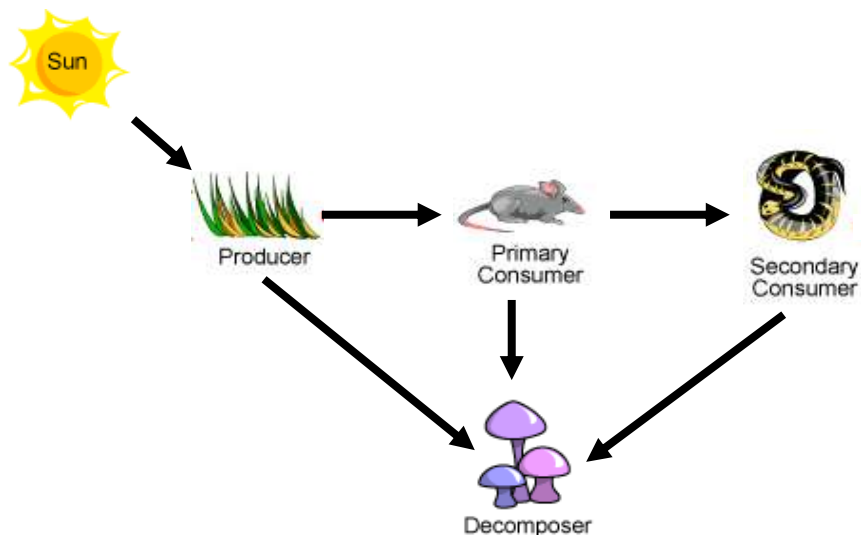 Sun
Producer
Primary
Consumer
Secondary
Consumer
Decomposer